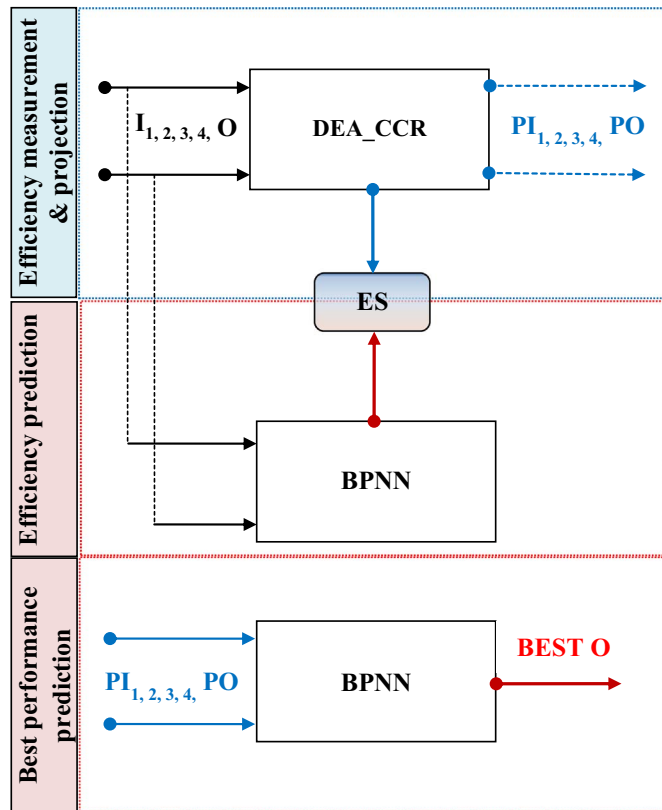 Efficiency measurement
& projection
I1, 2, 3, 4, O
DEA_CCR
PI1, 2, 3, 4, PO
ES
Efficiency prediction
BPNN
Best performance
prediction
PI1, 2, 3, 4, PO
BPNN
BEST O